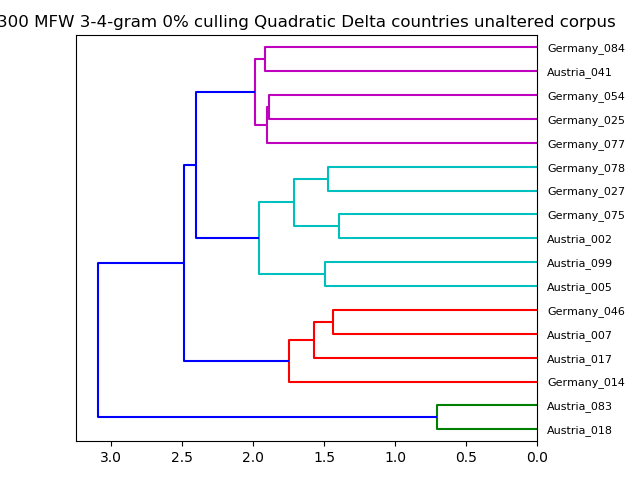 300 MFW 3-4-gram 0% culling Quadratic Delta countries unaltered corpus
Germany_084
Austria_041
Germany_054
Germany_025
Germany_077
Germany_078
Germany_027
Germany_075
Austria_002
Austria_099
Austria_005
Germany_046
Austria_007
Austria_017
Germany_014
Austria_083
Austria_018
3.0 2.5 2.0 1.5 1.0 0.5 0.0